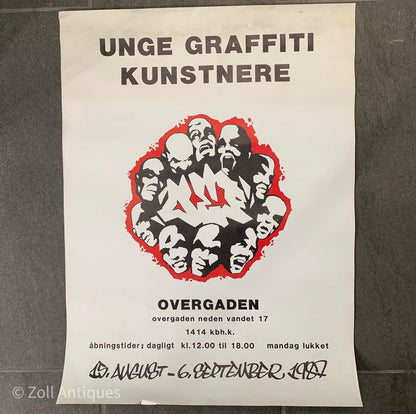 UNGE GRAFFITI
KUNSTNERE
OVERGADEN
overgaden neden vandet 17
1414 kbh.k.
åbningstider: dagligt kl.12.00 til 18.00 mandag lukket
15. AUGUST - 6. SEPTEMBER 1987
© Zoll Antiques